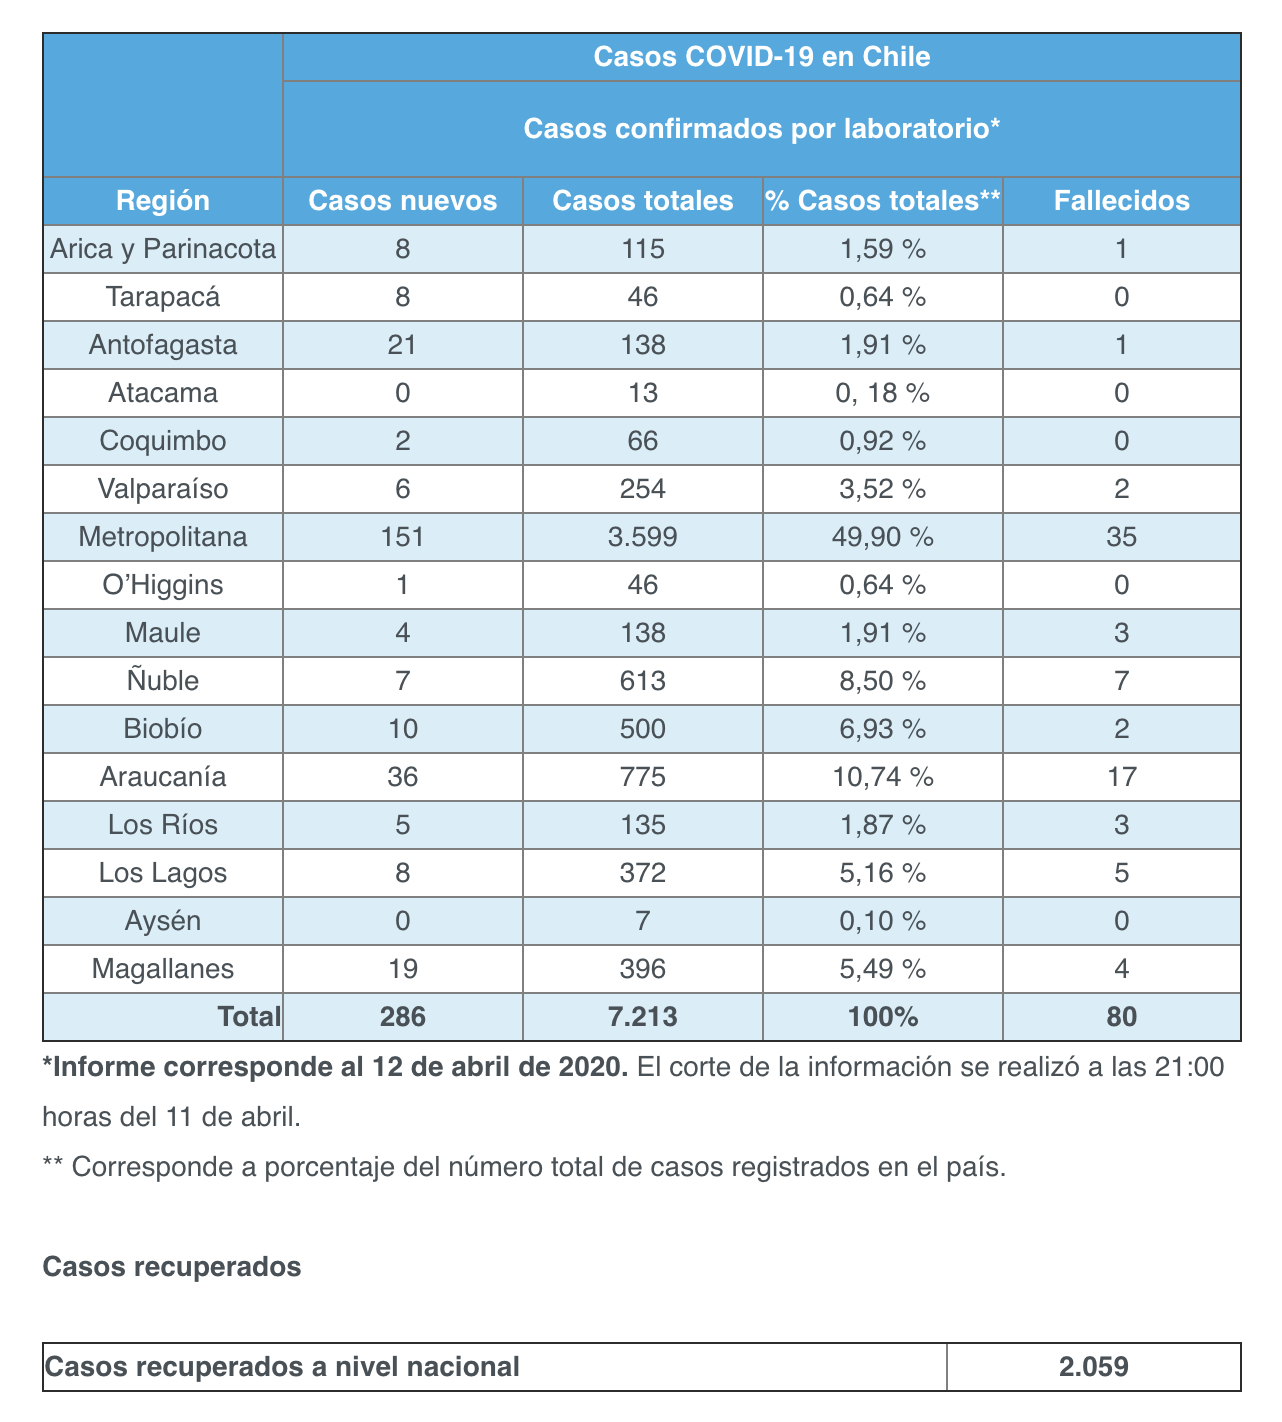 Casos COVID-19 en Chile
Casos confirmados por laboratorio*
Región Casos nuevos Casos totales % Casos totales** Fallecidos
Arica y Parinacota 8 115 1,59 % 1
Tarapacá 8 46 0,64 % 0
Antofagasta 21 138 1,91 % 1
Atacama 0 13 0, 18 % 0
Coquimbo 2 66 0,92 % 0
Valparaíso 6 254 3,52 % 2
Metropolitana 151 3.599 49,90 % 35
O’Higgins 1 46 0,64 % 0
Maule 4 138 1,91 % 3
Ñuble 7 613 8,50 % 7
Biobío 10 500 6,93 % 2
Araucanía 36 775 10,74 % 17
Los Ríos 5 135 1,87 % 3
Los Lagos 8 372 5,16 % 5
Aysén 0 7 0,10 % 0
Magallanes 19 396 5,49 % 4
Total 286 7.213 100% 80
*Informe corresponde al 12 de abril de 2020. El corte de la información se realizó a las 21:00
horas del 11 de abril.
** Corresponde a porcentaje del número total de casos registrados en el país.
Casos recuperados
Casos recuperados a nivel nacional 2.059